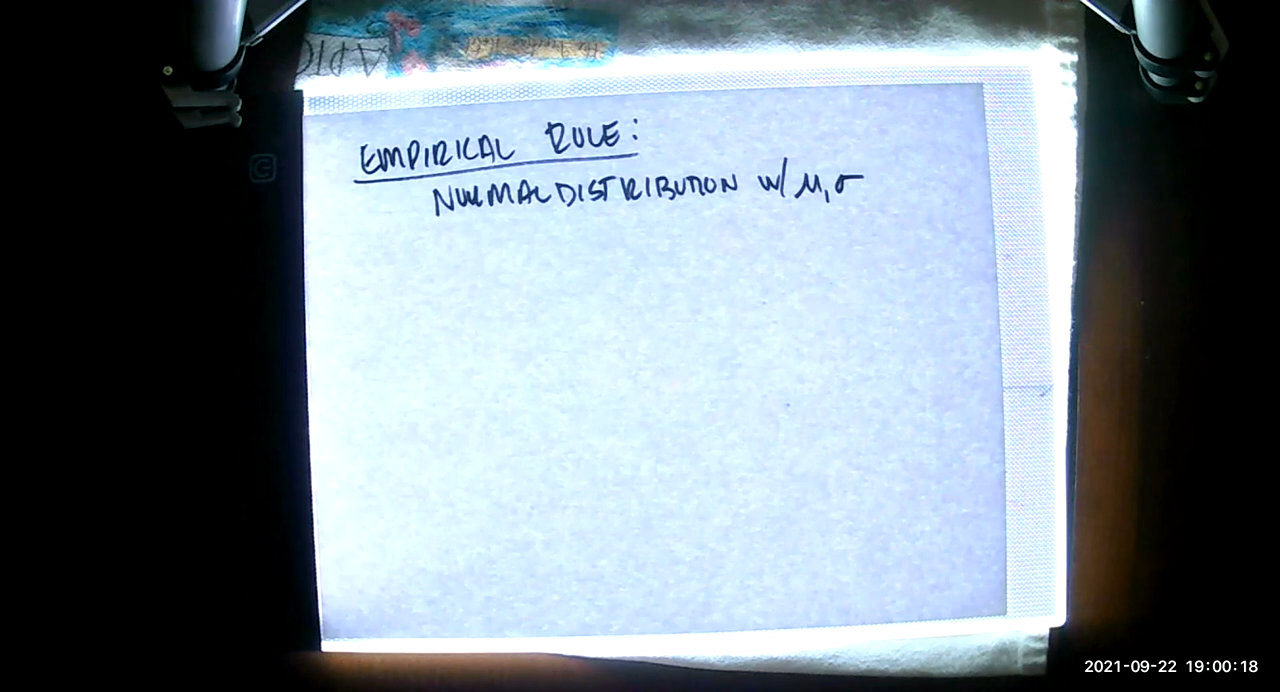 EMPIRICAL RULE:
NORMAL DISTRIBUTION W/ μ, σ
2021-09-22 19:00:18